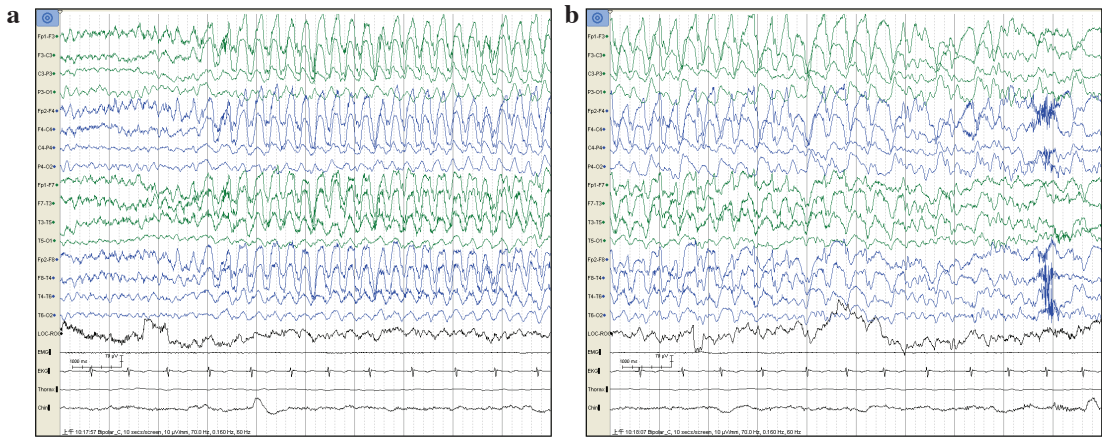 a
Fp1-F3
F3-C3
C3-P3
P3-O1
Fp2-F4
F4-C4
C4-P4
P4-O2
Fp1-F7
F7-T3
T3-T5
T5-O1
Fp2-F8
F8-T4
T4-T6
T6-O2
LOC-ROC
EMG
1000 ms
70 µV
EKG
Thorax
Chin
上午 10:17:57 Bipolar_C, 10 secs/screen, 10 µV/mm, 70.0 Hz, 0.160 Hz, 60 Hz
b
Fp1-F3
F3-C3
C3-P3
P3-O1
Fp2-F4
F4-C4
C4-P4
P4-O2
Fp1-F7
F7-T3
T3-T5
T5-O1
Fp2-F8
F8-T4
T4-T6
T6-O2
LOC-ROC
EMG
1000 ms
70 µV
EKG
Thorax
Chin
上午 10:18:07 Bipolar_C, 10 secs/screen, 10 µV/mm, 70.0 Hz, 0.160 Hz, 60 Hz